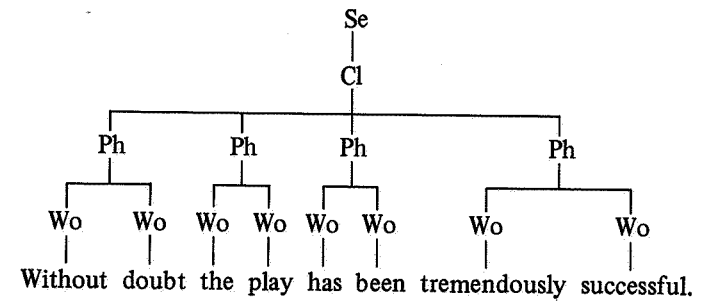 Se
Cl
Ph Ph Ph Ph
Wo Wo Wo Wo Wo Wo Wo Wo
Without doubt the play has been tremendously successful.